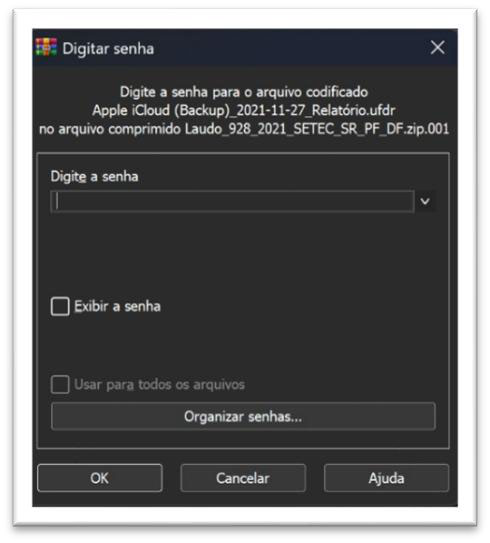 Digitar senha
Digite a senha para o arquivo codificado
Apple iCloud (Backup)_2021-11-27_Relatório.ufdr
no arquivo comprimido Laudo_928_2021_SETEC_SR_PF_DF.zip.001
Digite a senha
Exibir a senha
Usar para todos os arquivos
Organizar senhas...
OK
Cancelar
Ajuda